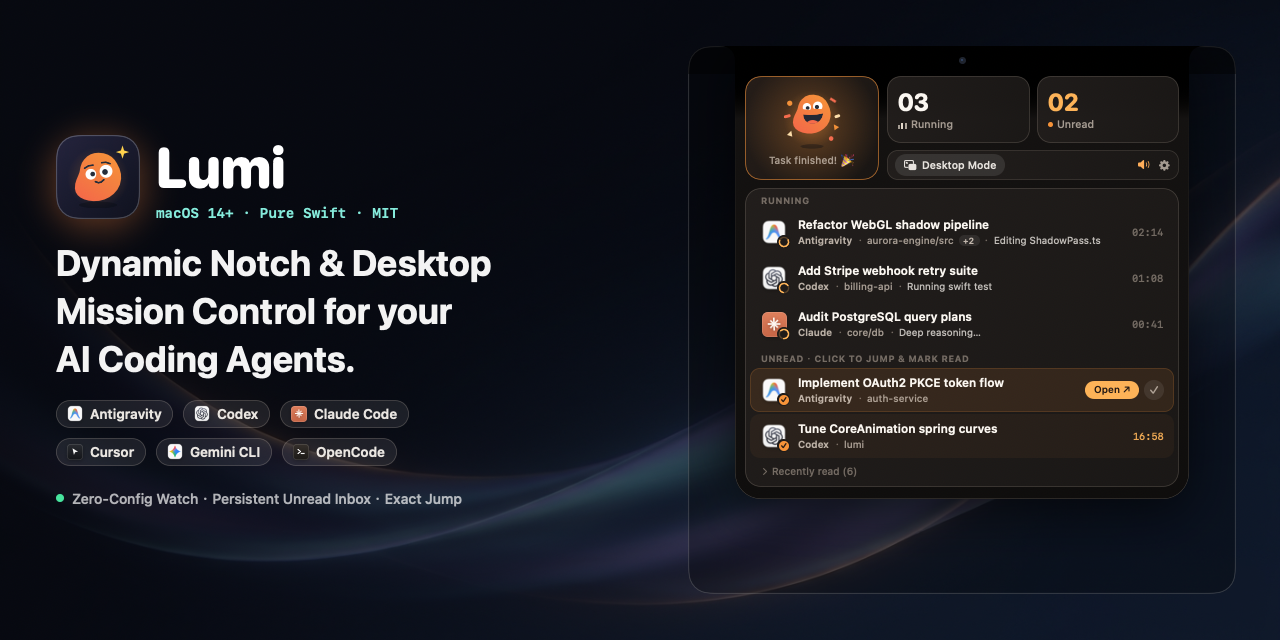 Lumi
macOS 14+ · Pure Swift · MIT
Dynamic Notch & Desktop
Mission Control for your
AI Coding Agents.
Antigravity
Codex
Claude Code
Cursor
Gemini CLI
OpenCode
Zero-Config Watch · Persistent Unread Inbox · Exact Jump
Task finished! 🎉
03
Running
02
Unread
Desktop Mode
RUNNING
Refactor WebGL shadow pipeline
Antigravity · aurora-engine/src +2 · Editing ShadowPass.ts
02:14
Add Stripe webhook retry suite
Codex · billing-api · Running swift test
01:08
Audit PostgreSQL query plans
Claude · core/db · Deep reasoning...
00:41
UNREAD · CLICK TO JUMP & MARK READ
Implement OAuth2 PKCE token flow
Antigravity · auth-service
Open ↗
Tune CoreAnimation spring curves
Codex · lumi
16:58
Recently read (6)